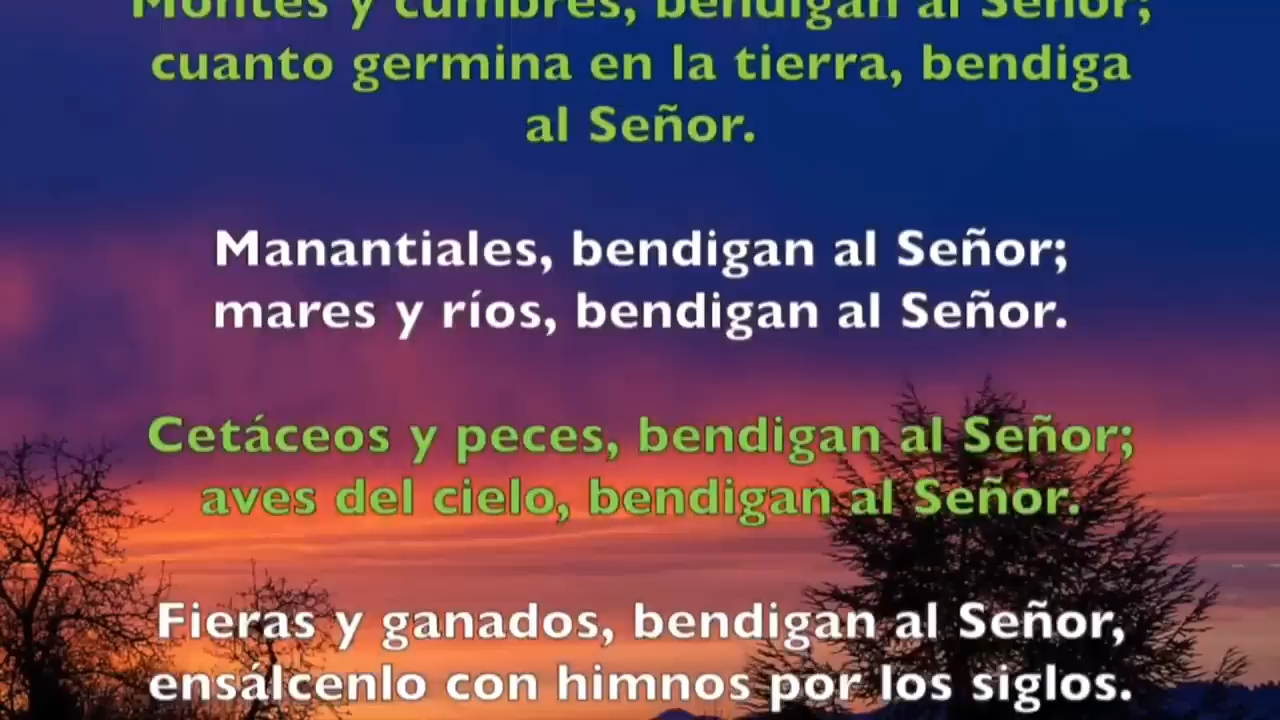 Montes y cumbres, bendigan al Señor;
cuanto germina en la tierra, bendiga
al Señor.
Manantiales, bendigan al Señor;
mares y ríos, bendigan al Señor.
Cetáceos y peces, bendigan al Señor;
aves del cielo, bendigan al Señor.
Fieras y ganados, bendigan al Señor,
ensálcenlo con himnos por los siglos.